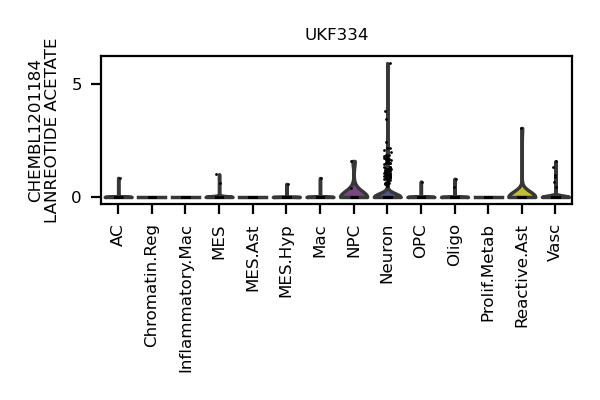 UKF334
CHEMBL1201184
LANREOTIDE ACETATE
5
0
AC
Chromatin.Reg
Inflammatory.Mac
MES
MES.Ast
MES.Hyp
Mac
NPC
Neuron
OPC
Oligo
Prolif.Metab
Reactive.Ast
Vasc